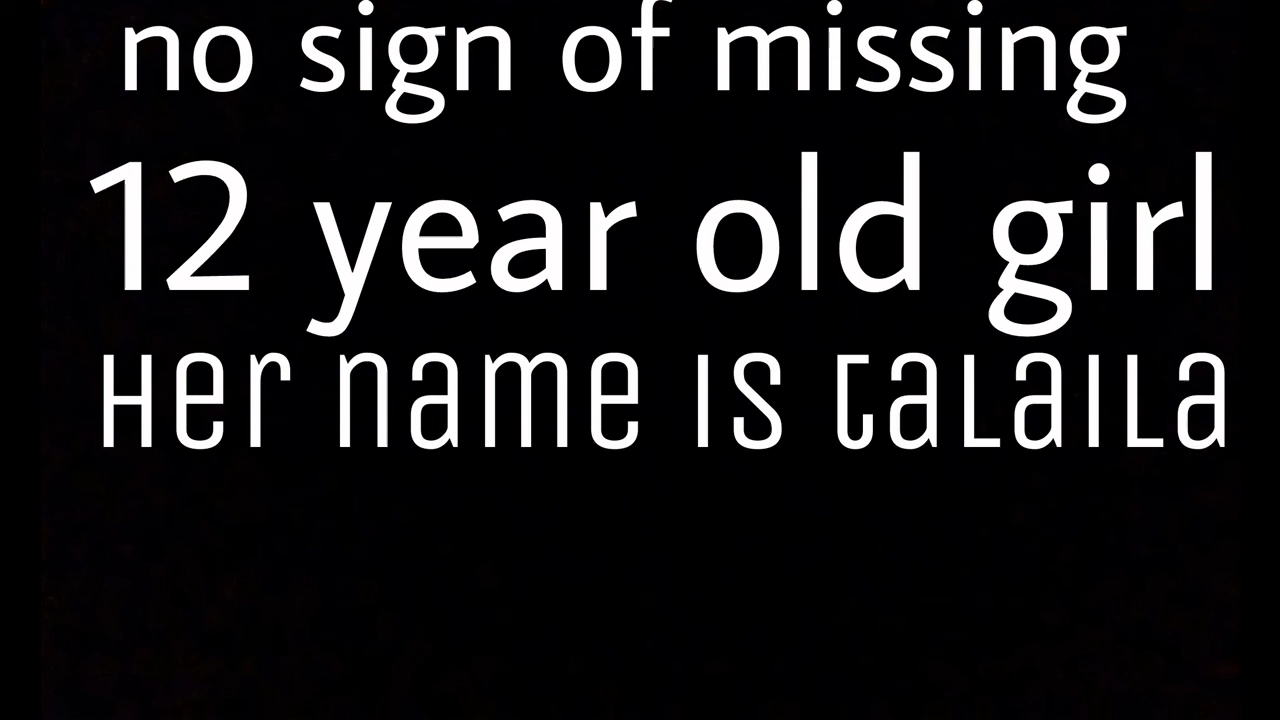 no sign of missing
12 year old girl
Her name is talaila